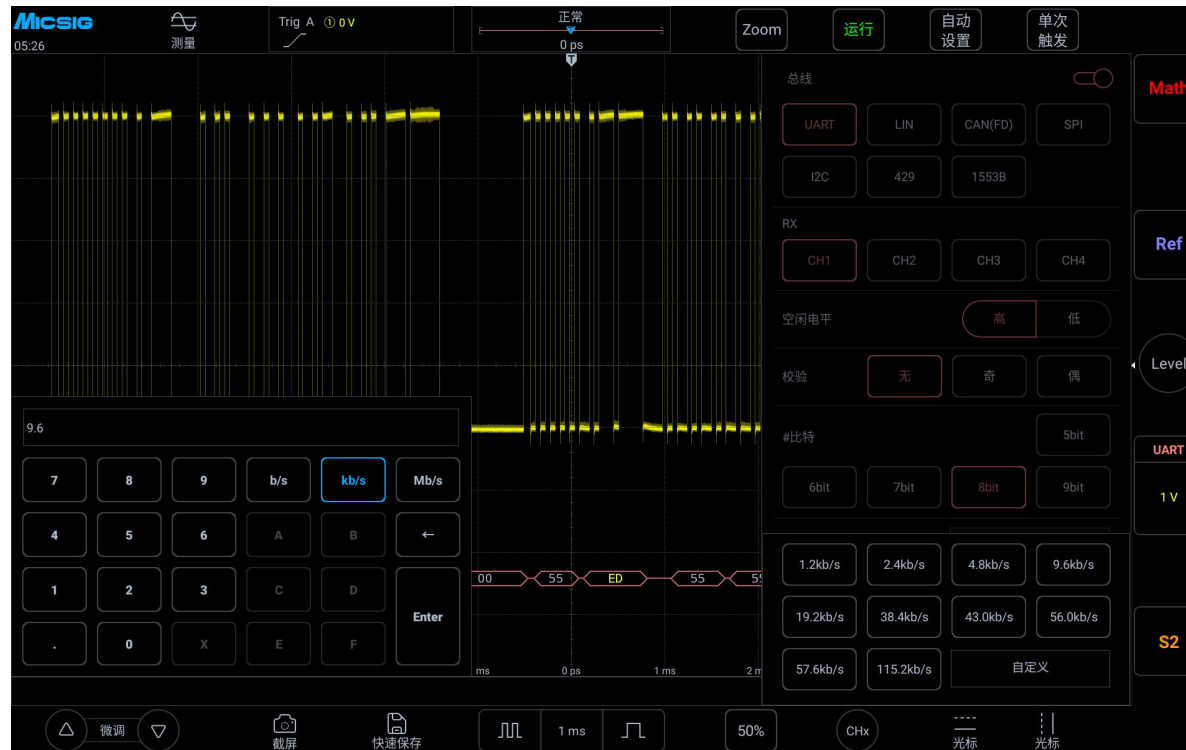 Micsig
05:26
测量
Trig A ① 0 V
正常
0 ps
Zoom
运行
自动
设置
单次
触发
T
总线
UART LIN CAN(FD) SPI
I2C 429 1553B
RX
CH1 CH2 CH3 CH4
空闲电平 高 低
校验 无 奇 偶
#比特 5bit
6bit 7bit 8bit 9bit
1.2kb/s 2.4kb/s 4.8kb/s 9.6kb/s
19.2kb/s 38.4kb/s 43.0kb/s 56.0kb/s
57.6kb/s 115.2kb/s 自定义
Math
Ref
Level
UART
1 V
S2
9.6
7 8 9 b/s kb/s Mb/s
4 5 6 A B ←
1 2 3 C D Enter
. 0 X E F
00 55 ED 55
ms 0 ps 1 ms
微调
截屏
快速保存
1 ms
50%
CHx
光标
光标